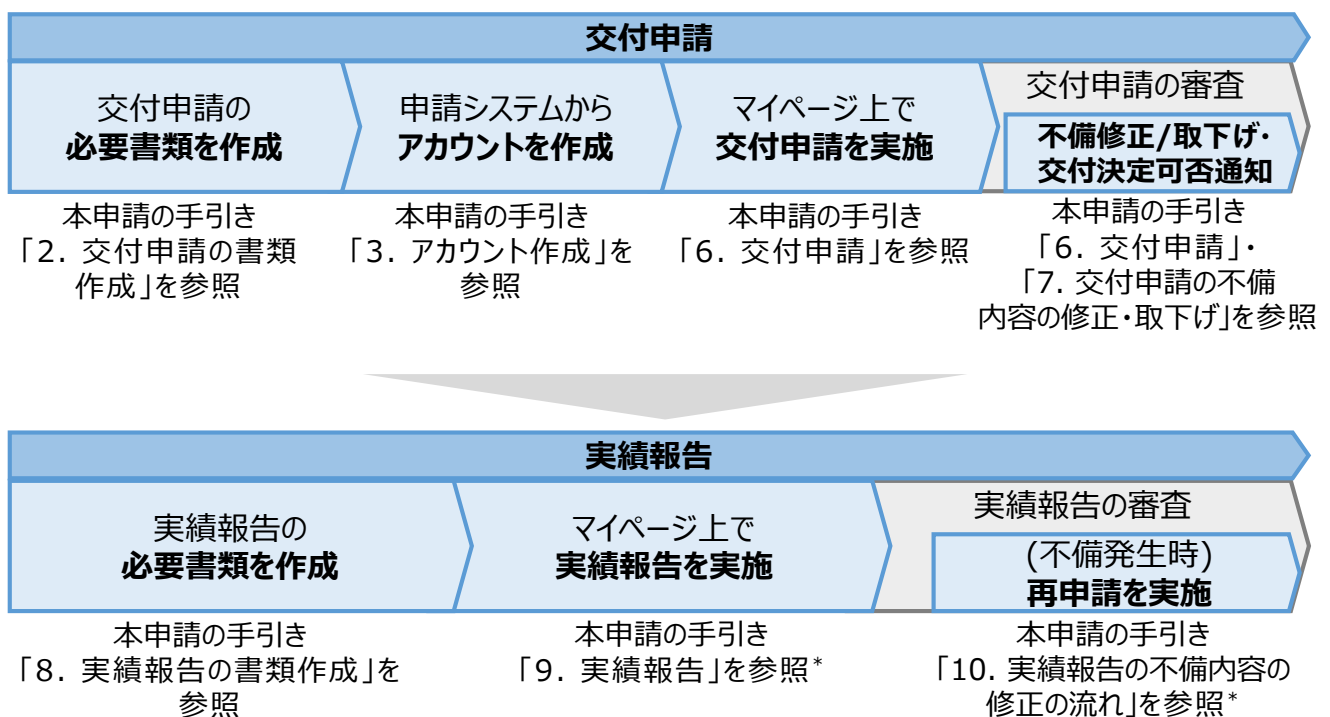 交付申請
交付申請の
必要書類を作成
申請システムから
アカウントを作成
マイページ上で
交付申請を実施
交付申請の審査
不備修正/取下げ・
交付決定可否通知
本申請の手引き
「2. 交付申請の書類
作成」を参照
本申請の手引き
「3. アカウント作成」を
参照
本申請の手引き
「6. 交付申請」を参照
本申請の手引き
「6. 交付申請」・
「7. 交付申請の不備
内容の修正・取下げ」を参照
実績報告
実績報告の
必要書類を作成
マイページ上で
実績報告を実施
実績報告の審査
(不備発生時)
再申請を実施
本申請の手引き
「8. 実績報告の書類作成」を
参照
本申請の手引き
「9. 実績報告」を参照*
本申請の手引き
「10. 実績報告の不備内容の
修正の流れ」を参照*